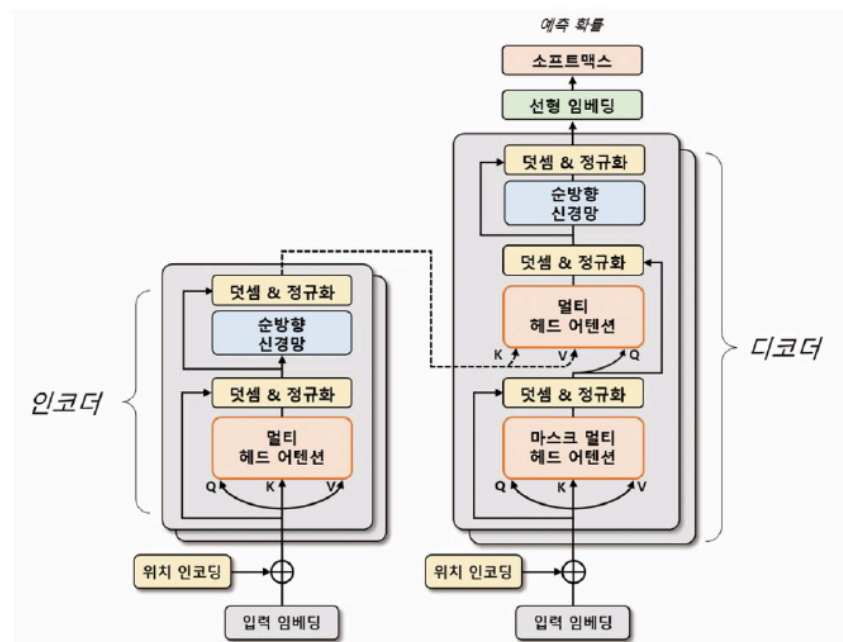 예측 확률
소프트맥스
선형 임베딩
덧셈 & 정규화
순방향
신경망
덧셈 & 정규화
멀티
헤드 어텐션
K
V
Q
덧셈 & 정규화
마스크 멀티
헤드 어텐션
Q
K
V
디코더
위치 인코딩
입력 임베딩
덧셈 & 정규화
순방향
신경망
덧셈 & 정규화
멀티
헤드 어텐션
Q
K
V
인코더
위치 인코딩
입력 임베딩